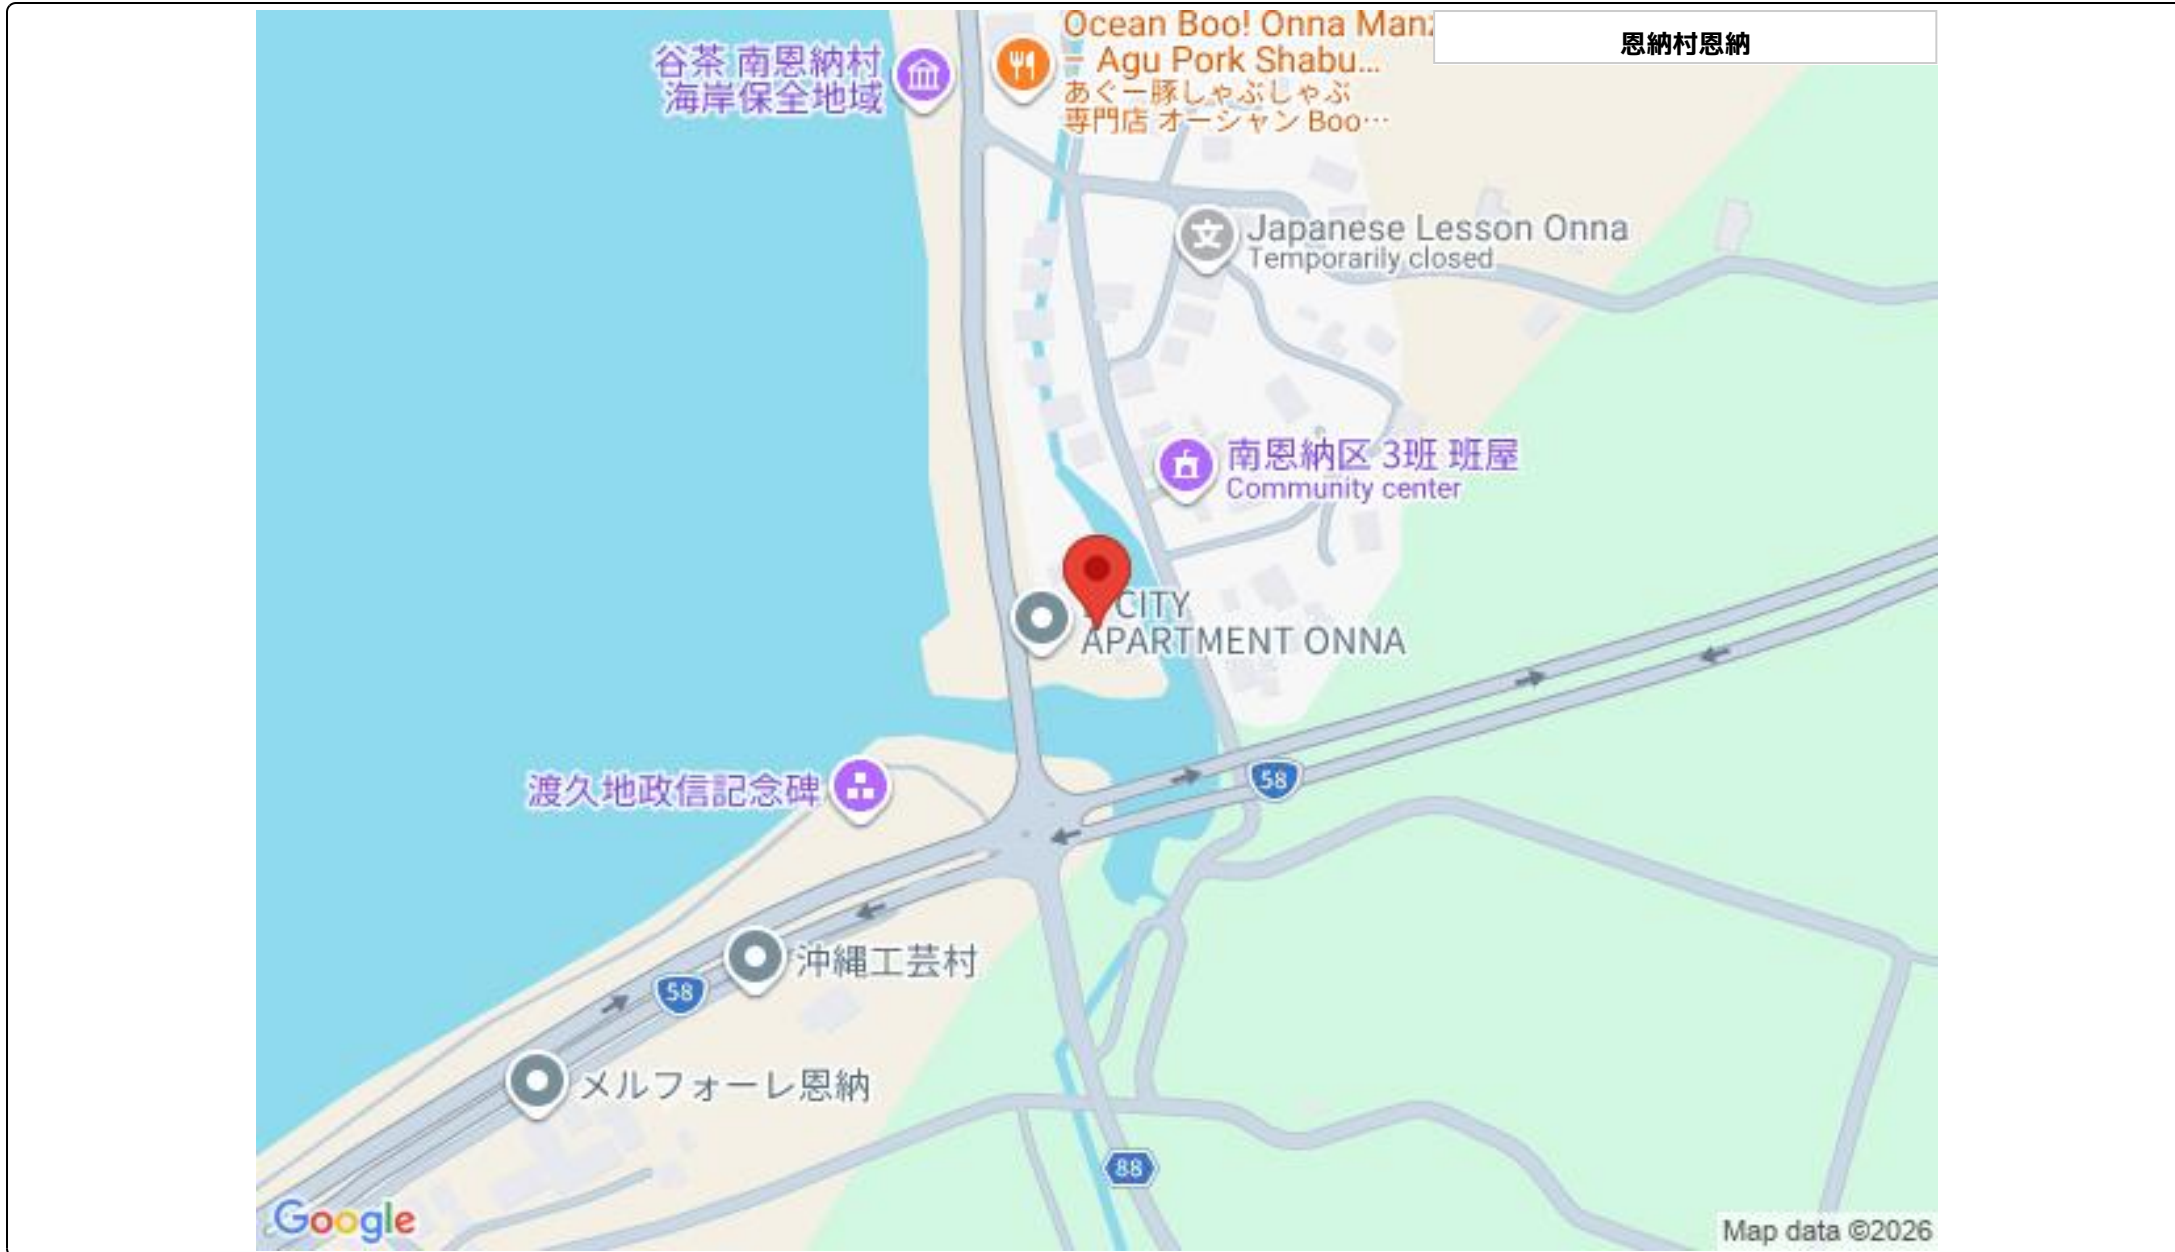 恩納村恩納
Ocean Boo! Onna Manz
– Agu Pork Shabu...
あぐー豚しゃぶしゃぶ
専門店 オーシャン Boo…
谷茶 南恩納村
海岸保全地域
Japanese Lesson Onna
Temporarily closed
南恩納区 3班 班屋
Community center
CITY
APARTMENT ONNA
渡久地政信記念碑
58
沖縄工芸村
58
メルフォーレ恩納
88
Google
Map data ©2026